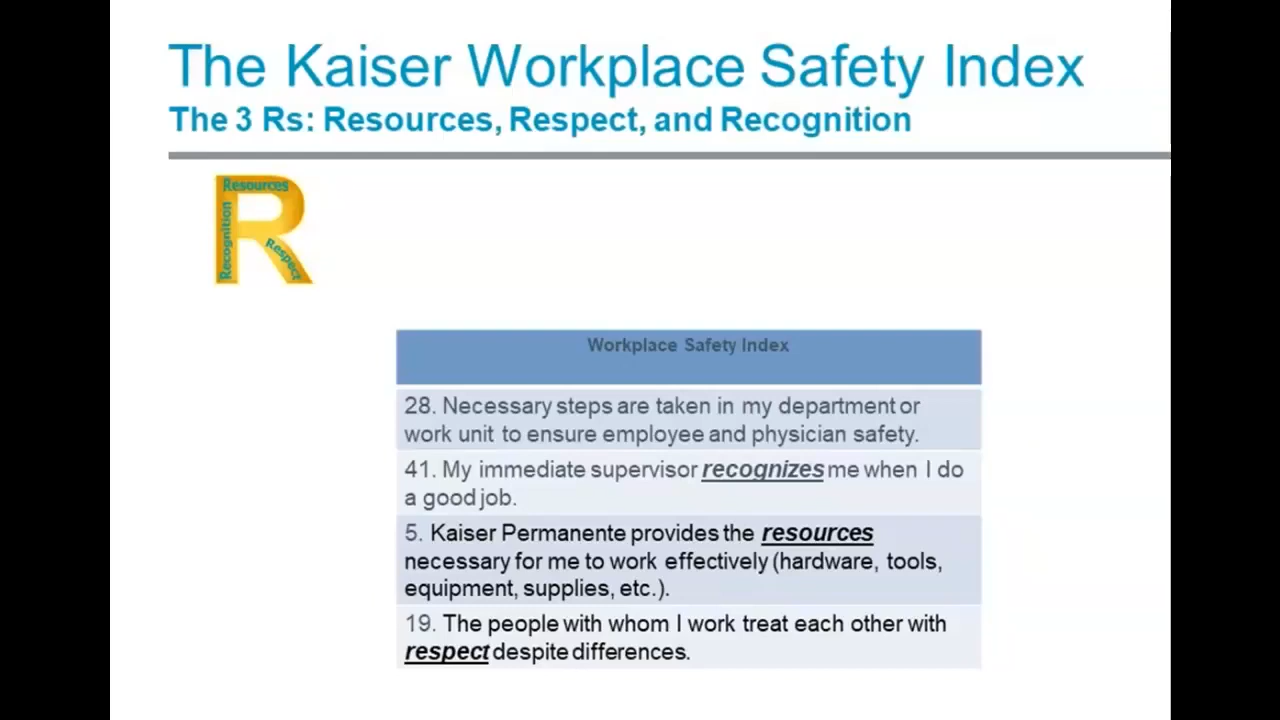 The Kaiser Workplace Safety Index
The 3 Rs: Resources, Respect, and Recognition
Resources
Recognition
Respect
Workplace Safety Index
28. Necessary steps are taken in my department or
work unit to ensure employee and physician safety.
41. My immediate supervisor recognizes me when I do
a good job.
5. Kaiser Permanente provides the resources
necessary for me to work effectively (hardware, tools,
equipment, supplies, etc.).
19. The people with whom I work treat each other with
respect despite differences.